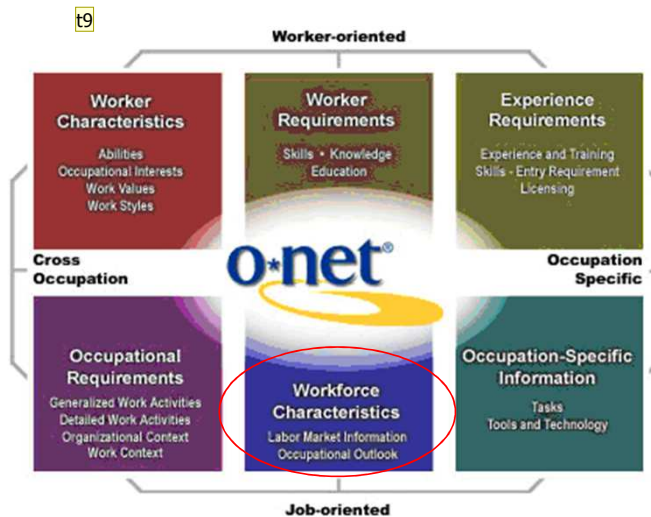 t9
Worker-oriented
Worker
Characteristics
Abilities
Occupational Interests
Work Values
Work Styles
Worker
Requirements
Skills • Knowledge
Education
Experience
Requirements
Experience and Training
Skills - Entry Requirement
Licensing
Cross
Occupation
o*net®
Occupation
Specific
Occupational
Requirements
Generalized Work Activities
Detailed Work Activities
Organizational Context
Work Context
Workforce
Characteristics
Labor Market Information
Occupational Outlook
Occupation-Specific
Information
Tasks
Tools and Technology
Job-oriented